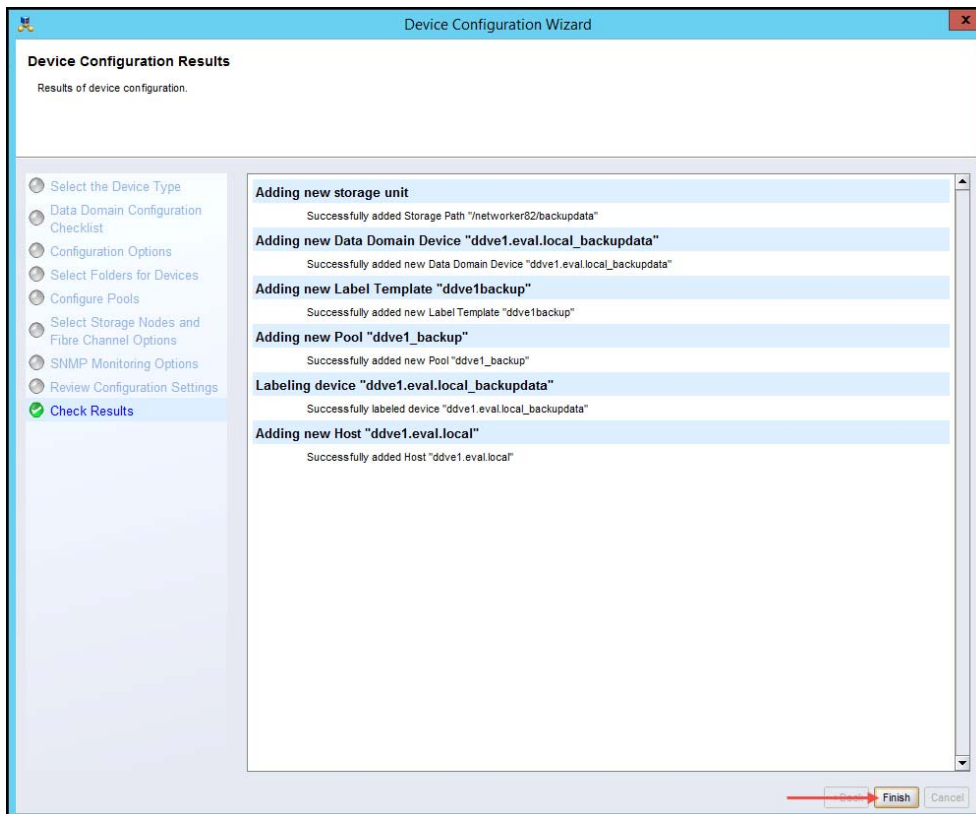 Device Configuration Wizard
x
Device Configuration Results
Results of device configuration.
Select the Device Type
Data Domain Configuration
Checklist
Configuration Options
Select Folders for Devices
Configure Pools
Select Storage Nodes and
Fibre Channel Options
SNMP Monitoring Options
Review Configuration Settings
Check Results
Adding new storage unit
Successfully added Storage Path "/networker82/backupdata"
Adding new Data Domain Device "ddve1.eval.local_backupdata"
Successfully added new Data Domain Device "ddve1.eval.local_backupdata"
Adding new Label Template "ddve1backup"
Successfully added new Label Template "ddve1backup"
Adding new Pool "ddve1_backup"
Successfully added new Pool "ddve1_backup"
Labeling device "ddve1.eval.local_backupdata"
Successfully labeled device "ddve1.eval.local_backupdata"
Adding new Host "ddve1.eval.local"
Successfully added Host "ddve1.eval.local"
Finish Cancel